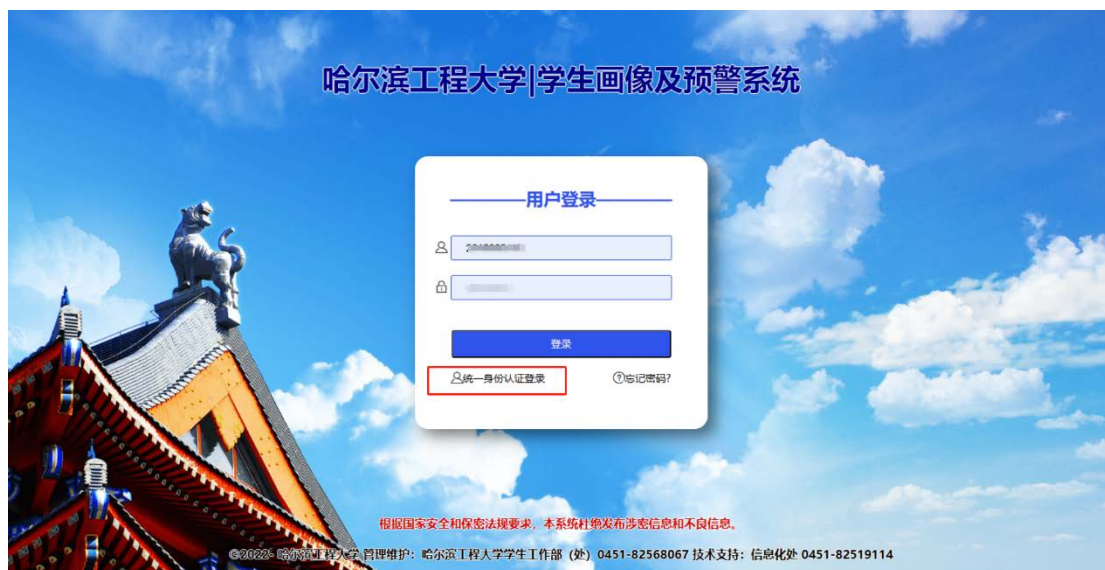 哈尔滨工程大学|学生画像及预警系统
用户登录
登录
统一身份认证登录 忘记密码?
根据国家安全和保密法规要求，本系统杜绝发布涉密信息和不良信息。
©2022- 哈尔滨工程大学 管理维护：哈尔滨工程大学学生工作部（处）0451-82568067 技术支持：信息化处 0451-82519114